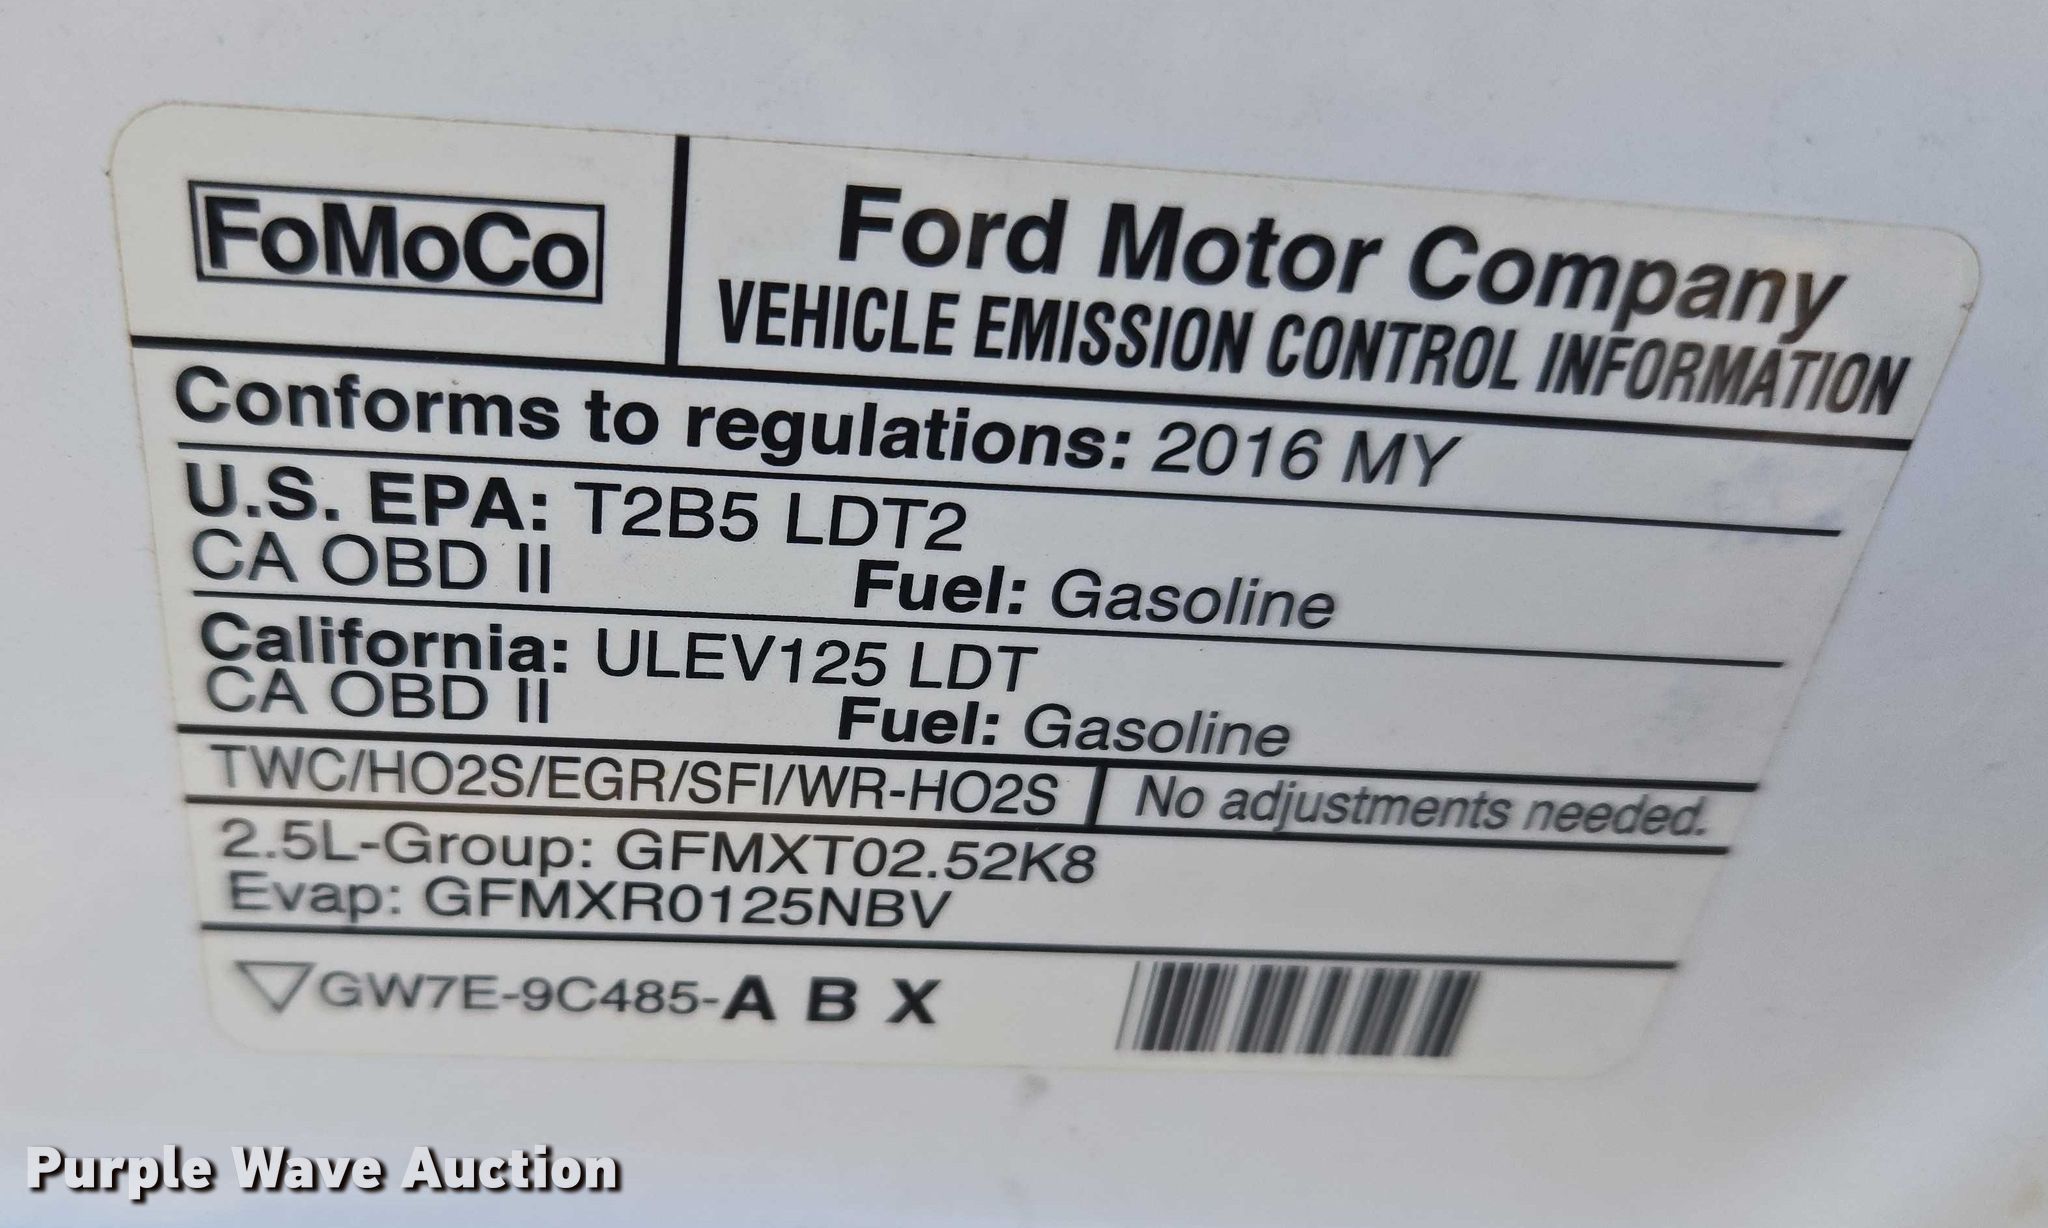 FoMoCo
Ford Motor Company
VEHICLE EMISSION CONTROL INFORMATION
Conforms to regulations: 2016 MY
U.S. EPA: T2B5 LDT2
CA OBD II Fuel: Gasoline
California: ULEV125 LDT
CA OBD II Fuel: Gasoline
TWC/HO2S/EGR/SFI/WR-HO2S No adjustments needed.
2.5L-Group: GFMXT02.52K8
Evap: GFMXR0125NBV
GW7E-9C485-A B X
Purple Wave Auction